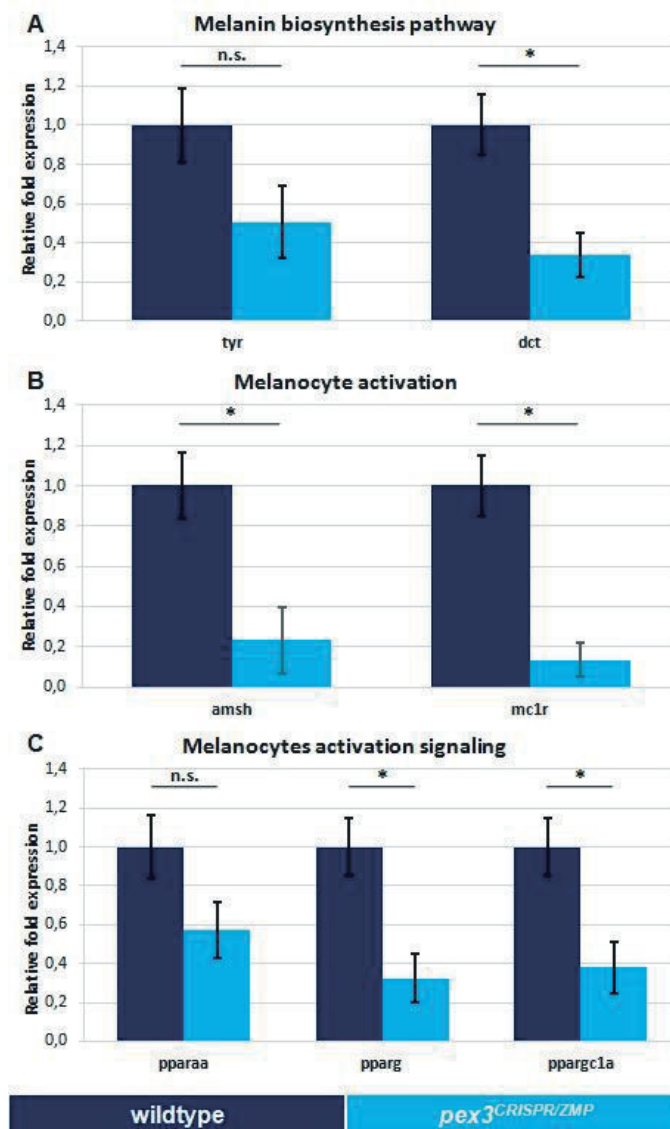 A Melanin biosynthesis pathway
1,4
1,2
1,0
0,8
0,6
0,4
0,2
0,0
Relative fold expression
n.s.
*
tyr dct
B Melanocyte activation
1,4
1,2
1,0
0,8
0,6
0,4
0,2
0,0
Relative fold expression
*
*
amsh mc1r
C Melanocytes activation signaling
1,4
1,2
1,0
0,8
0,6
0,4
0,2
0,0
Relative fold expression
n.s.
*
*
pparaa pparg ppargc1a
wildtype pex3CRISPR/ZMP